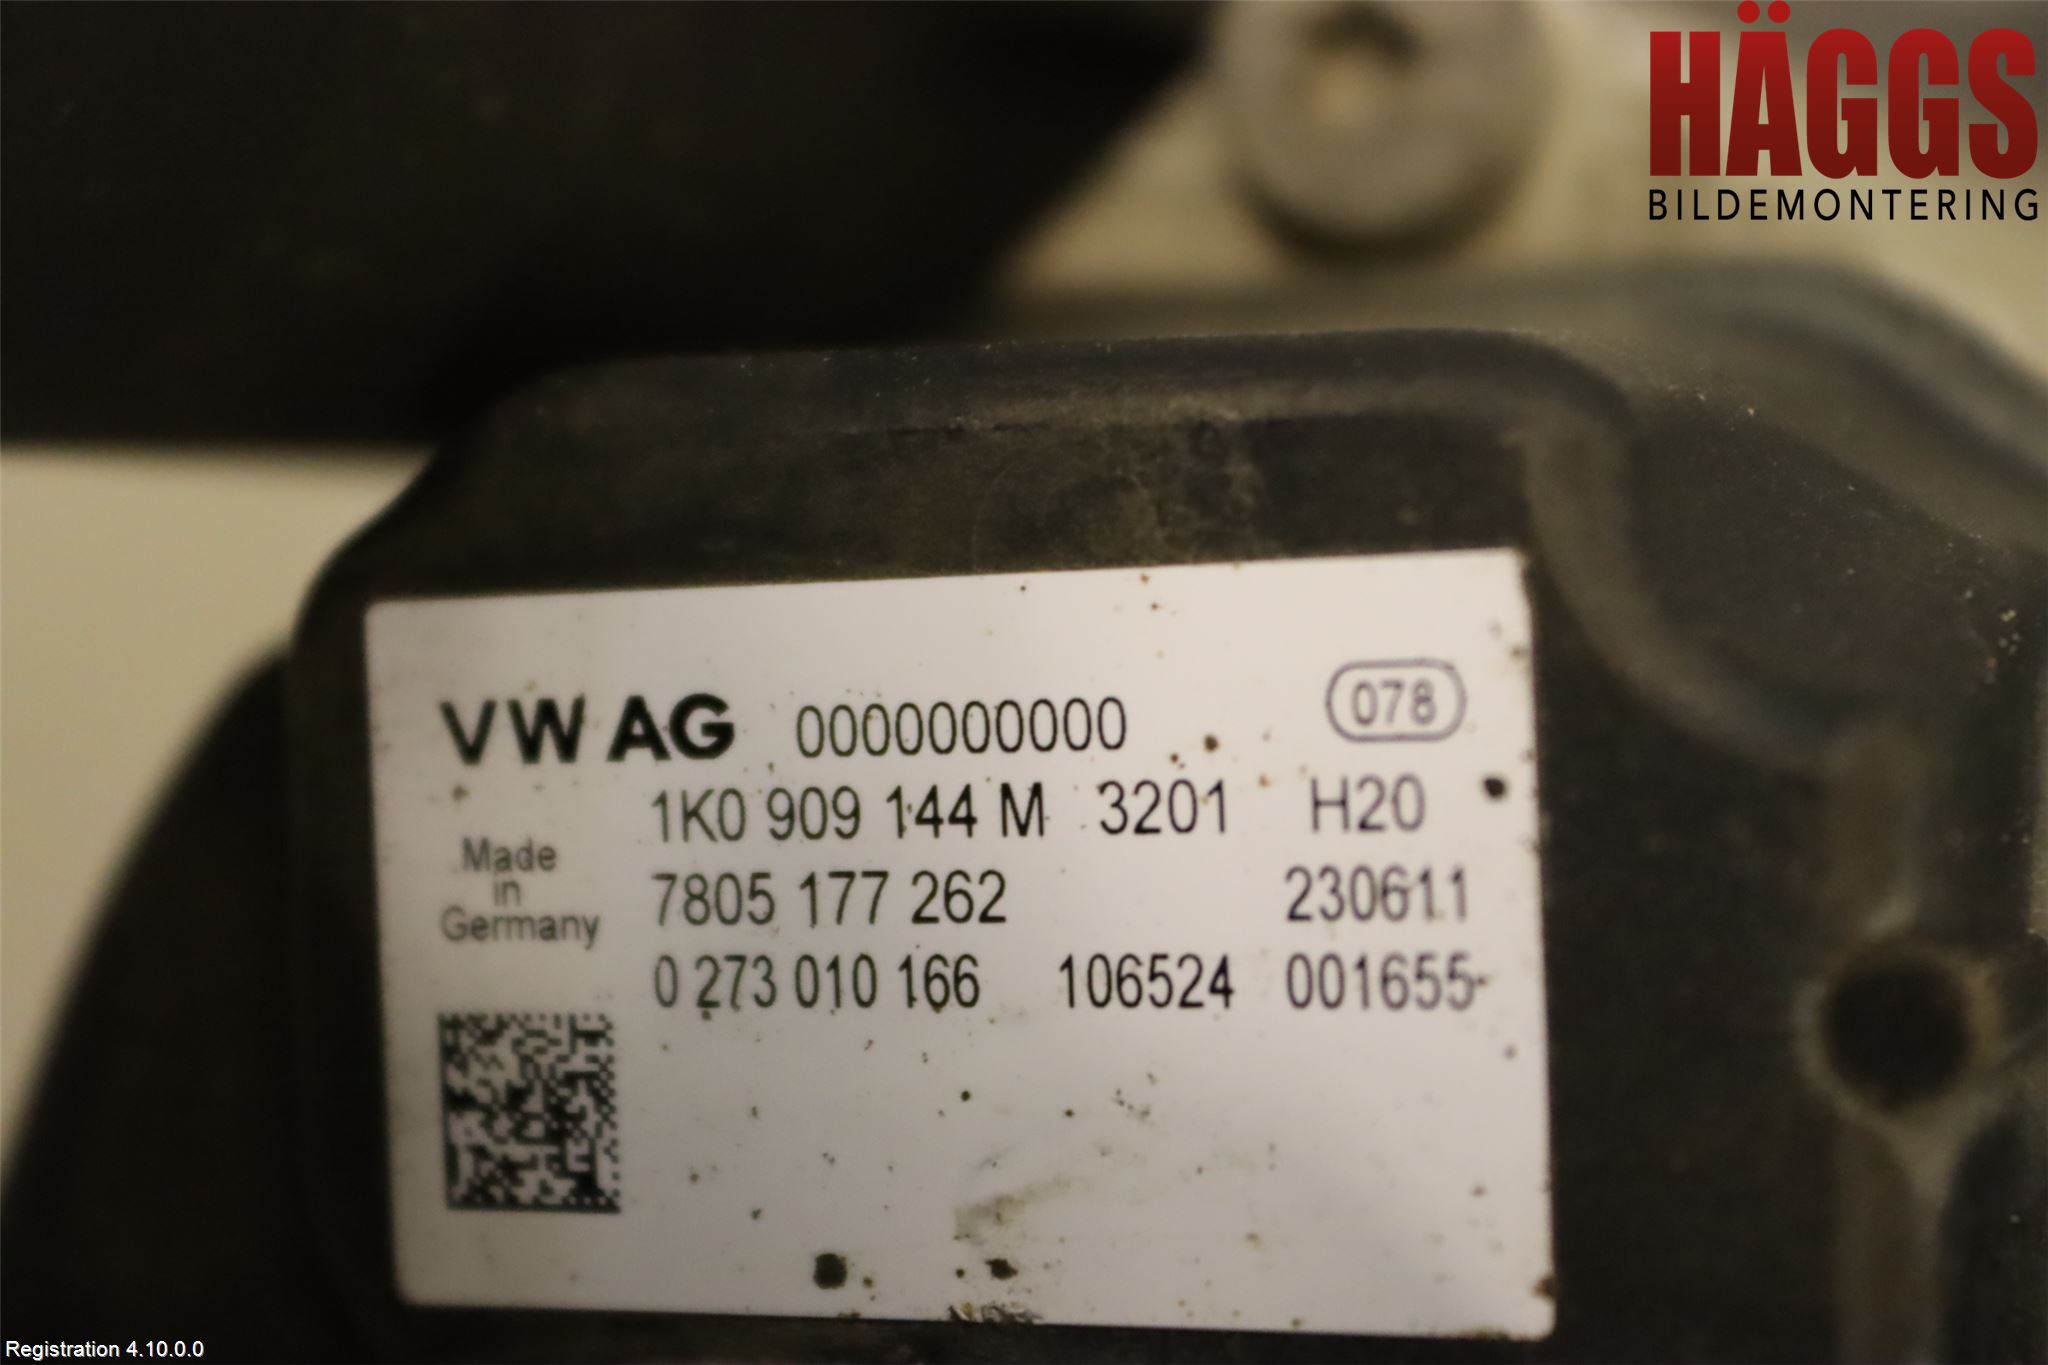 HÄGGS
BILDEMONTERING
VW AG 0000000000 078
1K0 909 144 M 3201 H20
Made
in
Germany
7805 177 262 230611
0 273 010 166 106524 001655
Registration 4.10.0.0